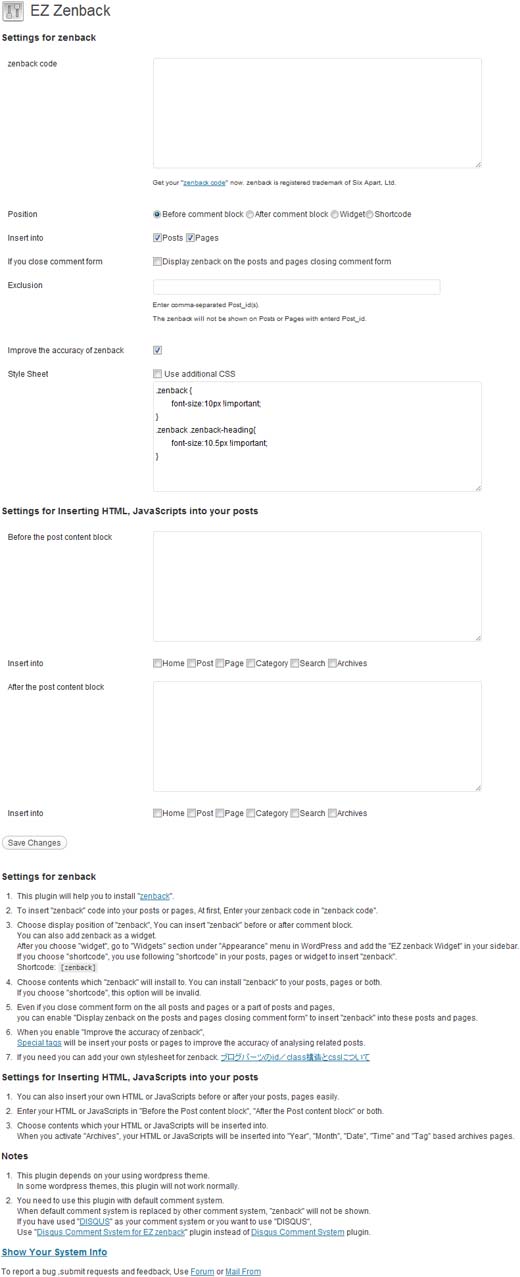 EZ Zenback
Settings for zenback
zenback code
Get your "zenback code" now. zenback is registered trademark of Six Apart, Ltd.
Position
Before comment block After comment block Widget Shortcode
Insert into
Posts Pages
If you close comment form
Display zenback on the posts and pages closing comment form
Exclusion
Enter comma-separated Post_id(s).
The zenback will not be shown on Posts or Pages with enterd Post_id.
Improve the accuracy of zenback
Style Sheet
Use additional CSS
.zenback {
font-size:10px !important;
}
.zenback .zenback-heading{
font-size:10.5px !important;
}
Settings for Inserting HTML, JavaScripts into your posts
Before the post content block
Insert into
Home Post Page Category Search Archives
After the post content block
Insert into
Home Post Page Category Search Archives
Save Changes
Settings for zenback
1. This plugin will help you to install "zenback".
2. To insert "zenback" code into your posts or pages, At first, Enter your zenback code in "zenback code".
3. Choose display position of "zenback", You can insert "zenback" before or after comment block.
You can also add zenback as a widget.
After you choose "widget", go to "Widgets" section under "Appearance" menu in WordPress and add the "EZ zenback Widget" in your sidebar.
If you choose "shortcode", you use following "shortcode" in your posts, pages or widget to insert "zenback".
Shortcode: [zenback]
4. Choose contents which "zenback" will install to. You can install "zenback" to your posts, pages or both.
If you choose "shortcode", this option will be invalid.
5. Even if you close comment form on the all posts and pages or a part of posts and pages,
you can enable "Display zenback on the posts and pages closing comment form" to insert "zenback" into these posts and pages.
6. When you enable "Improve the accuracy of zenback",
Special tags will be insert your posts or pages to improve the accuracy of analysing related posts.
7. If you need you can add your own stylesheet for zenback. ブログパーツのid／class構価とcssについて
Settings for Inserting HTML, JavaScripts into your posts
1. You can also insert your own HTML or JavaScripts before or after your posts, pages easily.
2. Enter your HTML or JavaScripts in "Before the Post content block", "After the Post content block" or both.
3. Choose contents which your HTML or JavaScripts will be inserted into.
When you activate "Archives", your HTML or JavaScripts will be inserted into "Year", "Month", "Date", "Time" and "Tag" based archives pages.
Notes
1. This plugin depends on your using wordpress theme.
In some wordpress themes, this plugin will not work normally.
2. You need to use this plugin with default comment system.
When default comment system is replaced by other comment system, "zenback" will not be shown.
If you have used "DISQUS" as your comment system or you want to use "DISQUS",
Use "Disqus Comment System for EZ zenback" plugin instead of Disqus Comment System plugin.
Show Your System Info
To report a bug ,submit requests and feedback, Use Forum or Mail From